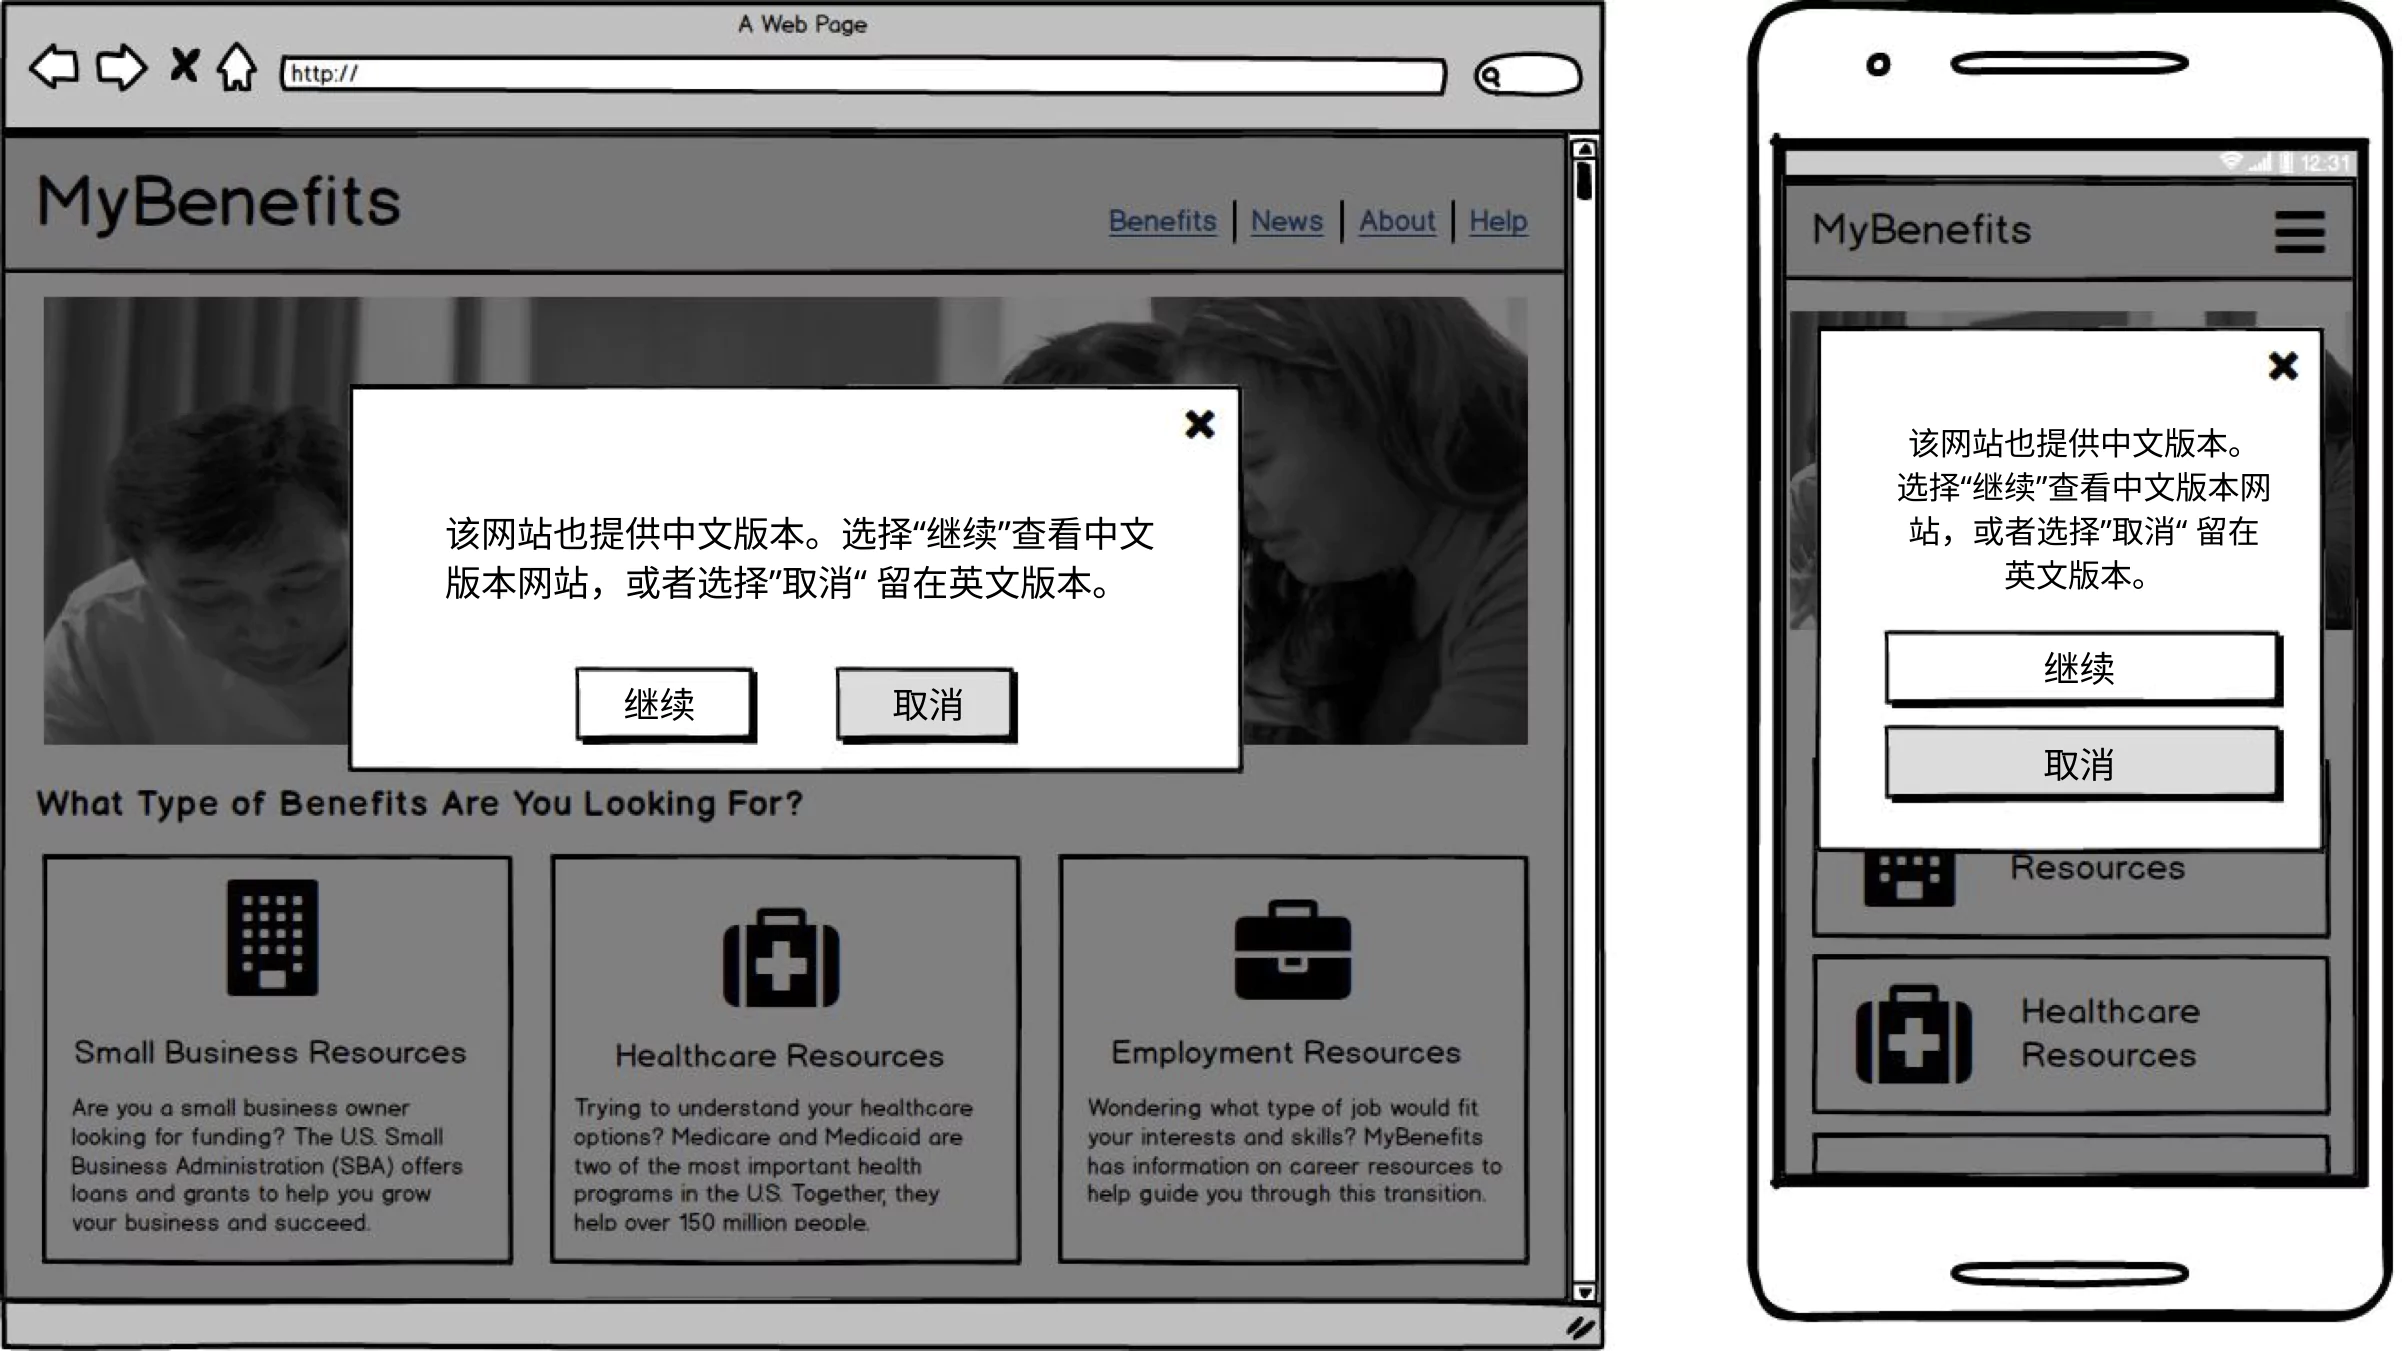 A Web Page
http://
MyBenefits
Benefits
News
About
Help
该网站也提供中文版本。选择“继续”查看中文
版本网站，或者选择”取消“ 留在英文版本。
继续
取消
What Type of Benefits Are You Looking For?
Small Business Resources
Are you a small business owner
looking for funding? The U.S. Small
Business Administration (SBA) offers
loans and grants to help you grow
your business and succeed.
Healthcare Resources
Trying to understand your healthcare
options? Medicare and Medicaid are
two of the most important health
programs in the U.S. Together, they
help over 150 million people.
Employment Resources
Wondering what type of job would fit
your interests and skills? MyBenefits
has information on career resources to
help guide you through this transition.
12:31
MyBenefits
该网站也提供中文版本。
选择“继续”查看中文版本网
站，或者选择”取消“ 留在
英文版本。
继续
取消
Resources
Healthcare
Resources